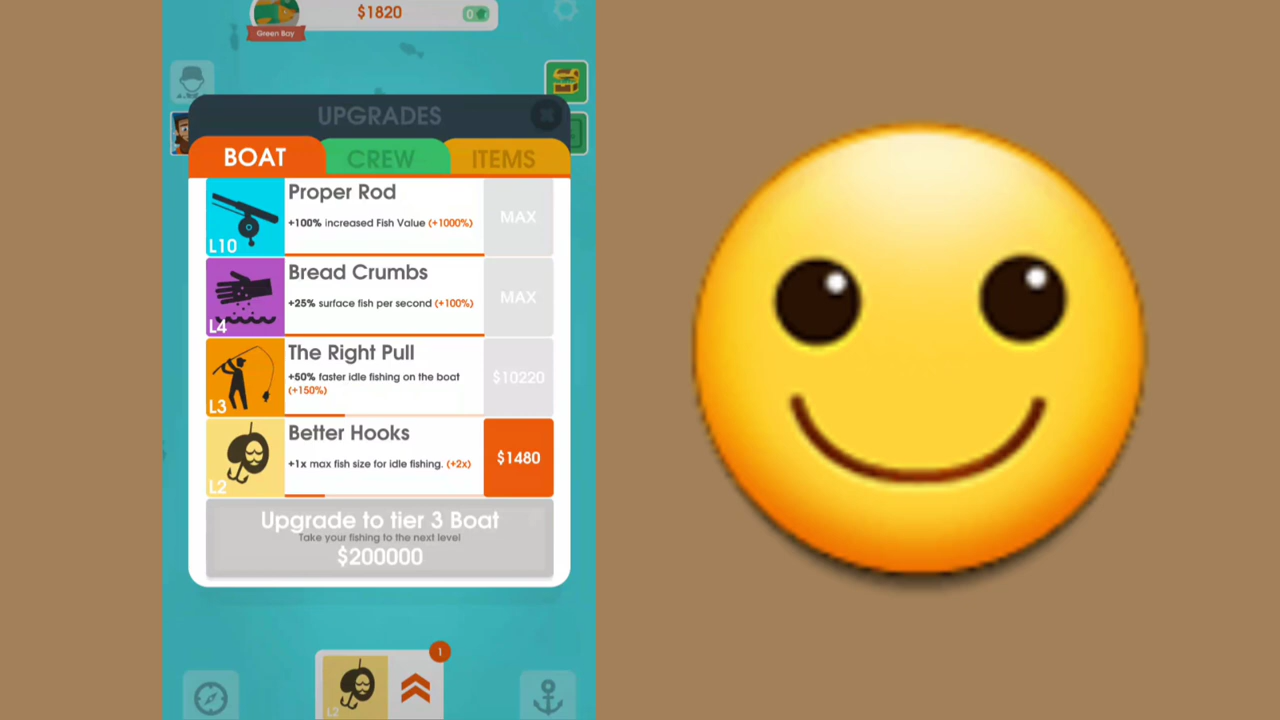 $1820
0
Green Bay
UPGRADES
BOAT
CREW
ITEMS
Proper Rod
+100% increased Fish Value (+1000%)
L10
MAX
Bread Crumbs
+25% surface fish per second (+100%)
L4
MAX
The Right Pull
+50% faster idle fishing on the boat
(+150%)
L3
$10220
Better Hooks
+1x max fish size for idle fishing. (+2x)
L2
$1480
Upgrade to tier 3 Boat
Take your fishing to the next level
$200000
1
L2